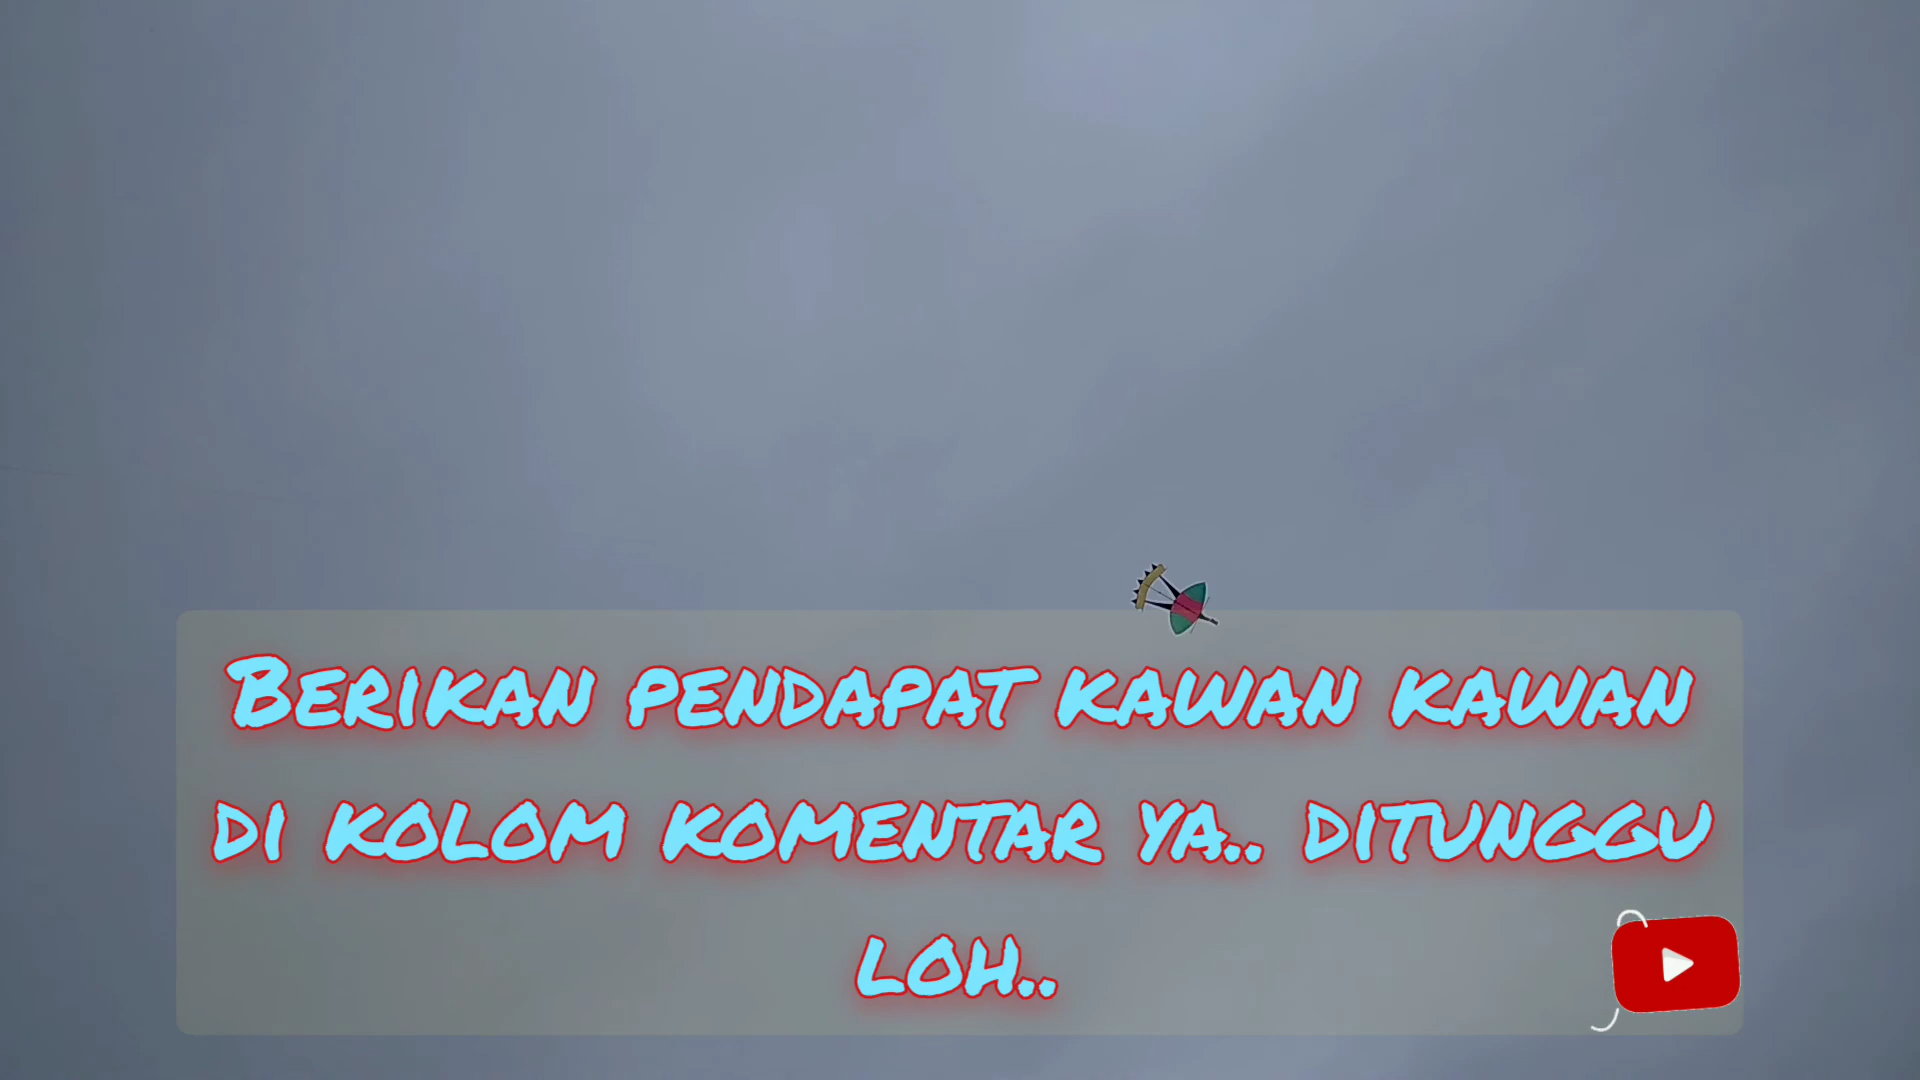 Berikan pendapat kawan kawan
di kolom komentar ya.. ditunggu
loh..